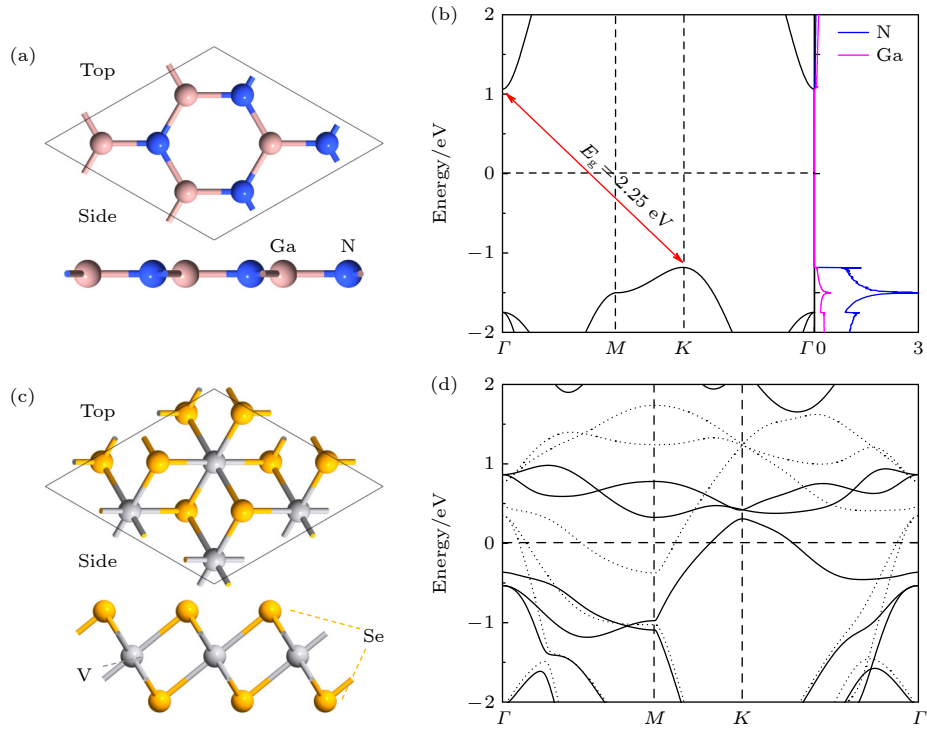 (a)
Top
Side
Ga
N
(b)
2
1
0
−1
−2
Energy/eV
E_g = 2.25 eV
N
Ga
Γ
M
K
Γ
0
3
(c)
Top
Side
V
Se
(d)
2
1
0
−1
−2
Energy/eV
Γ
M
K
Γ